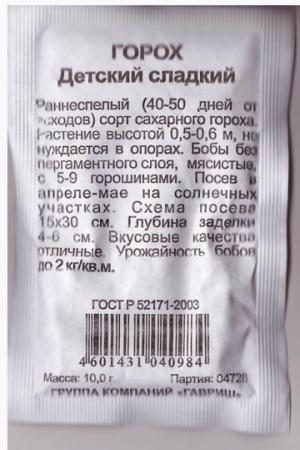 ГОРОХ
Детский сладкий
Раннеспелый (40-50 дней от
всходов) сорт сахарного гороха.
Растение высотой 0,5-0,6 м, не
нуждается в опорах. Бобы без
пергаментного слоя, мясистые,
с 5-9 горошинами. Посев в
апреле-мае на солнечных
участках. Схема посева
15х30 см. Глубина заделки
4-6 см. Вкусовые качества
отличные. Урожайность бобов
до 2 кг/кв.м.
ГОСТ Р 52171-2003
4 601431 040984
Масса: 10,0 г Партия: 04728
ГРУППА КОМПАНИЙ "ГАВРИШ"